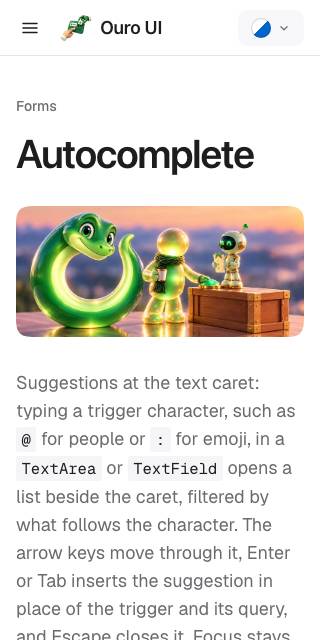 Ouro UI
Forms
Autocomplete
Suggestions at the text caret:
typing a trigger character, such as
@ for people or : for emoji, in a
TextArea or TextField opens a
list beside the caret, filtered by
what follows the character. The
arrow keys move through it, Enter
or Tab inserts the suggestion in
place of the trigger and its query,
and Escape closes it. Focus stays